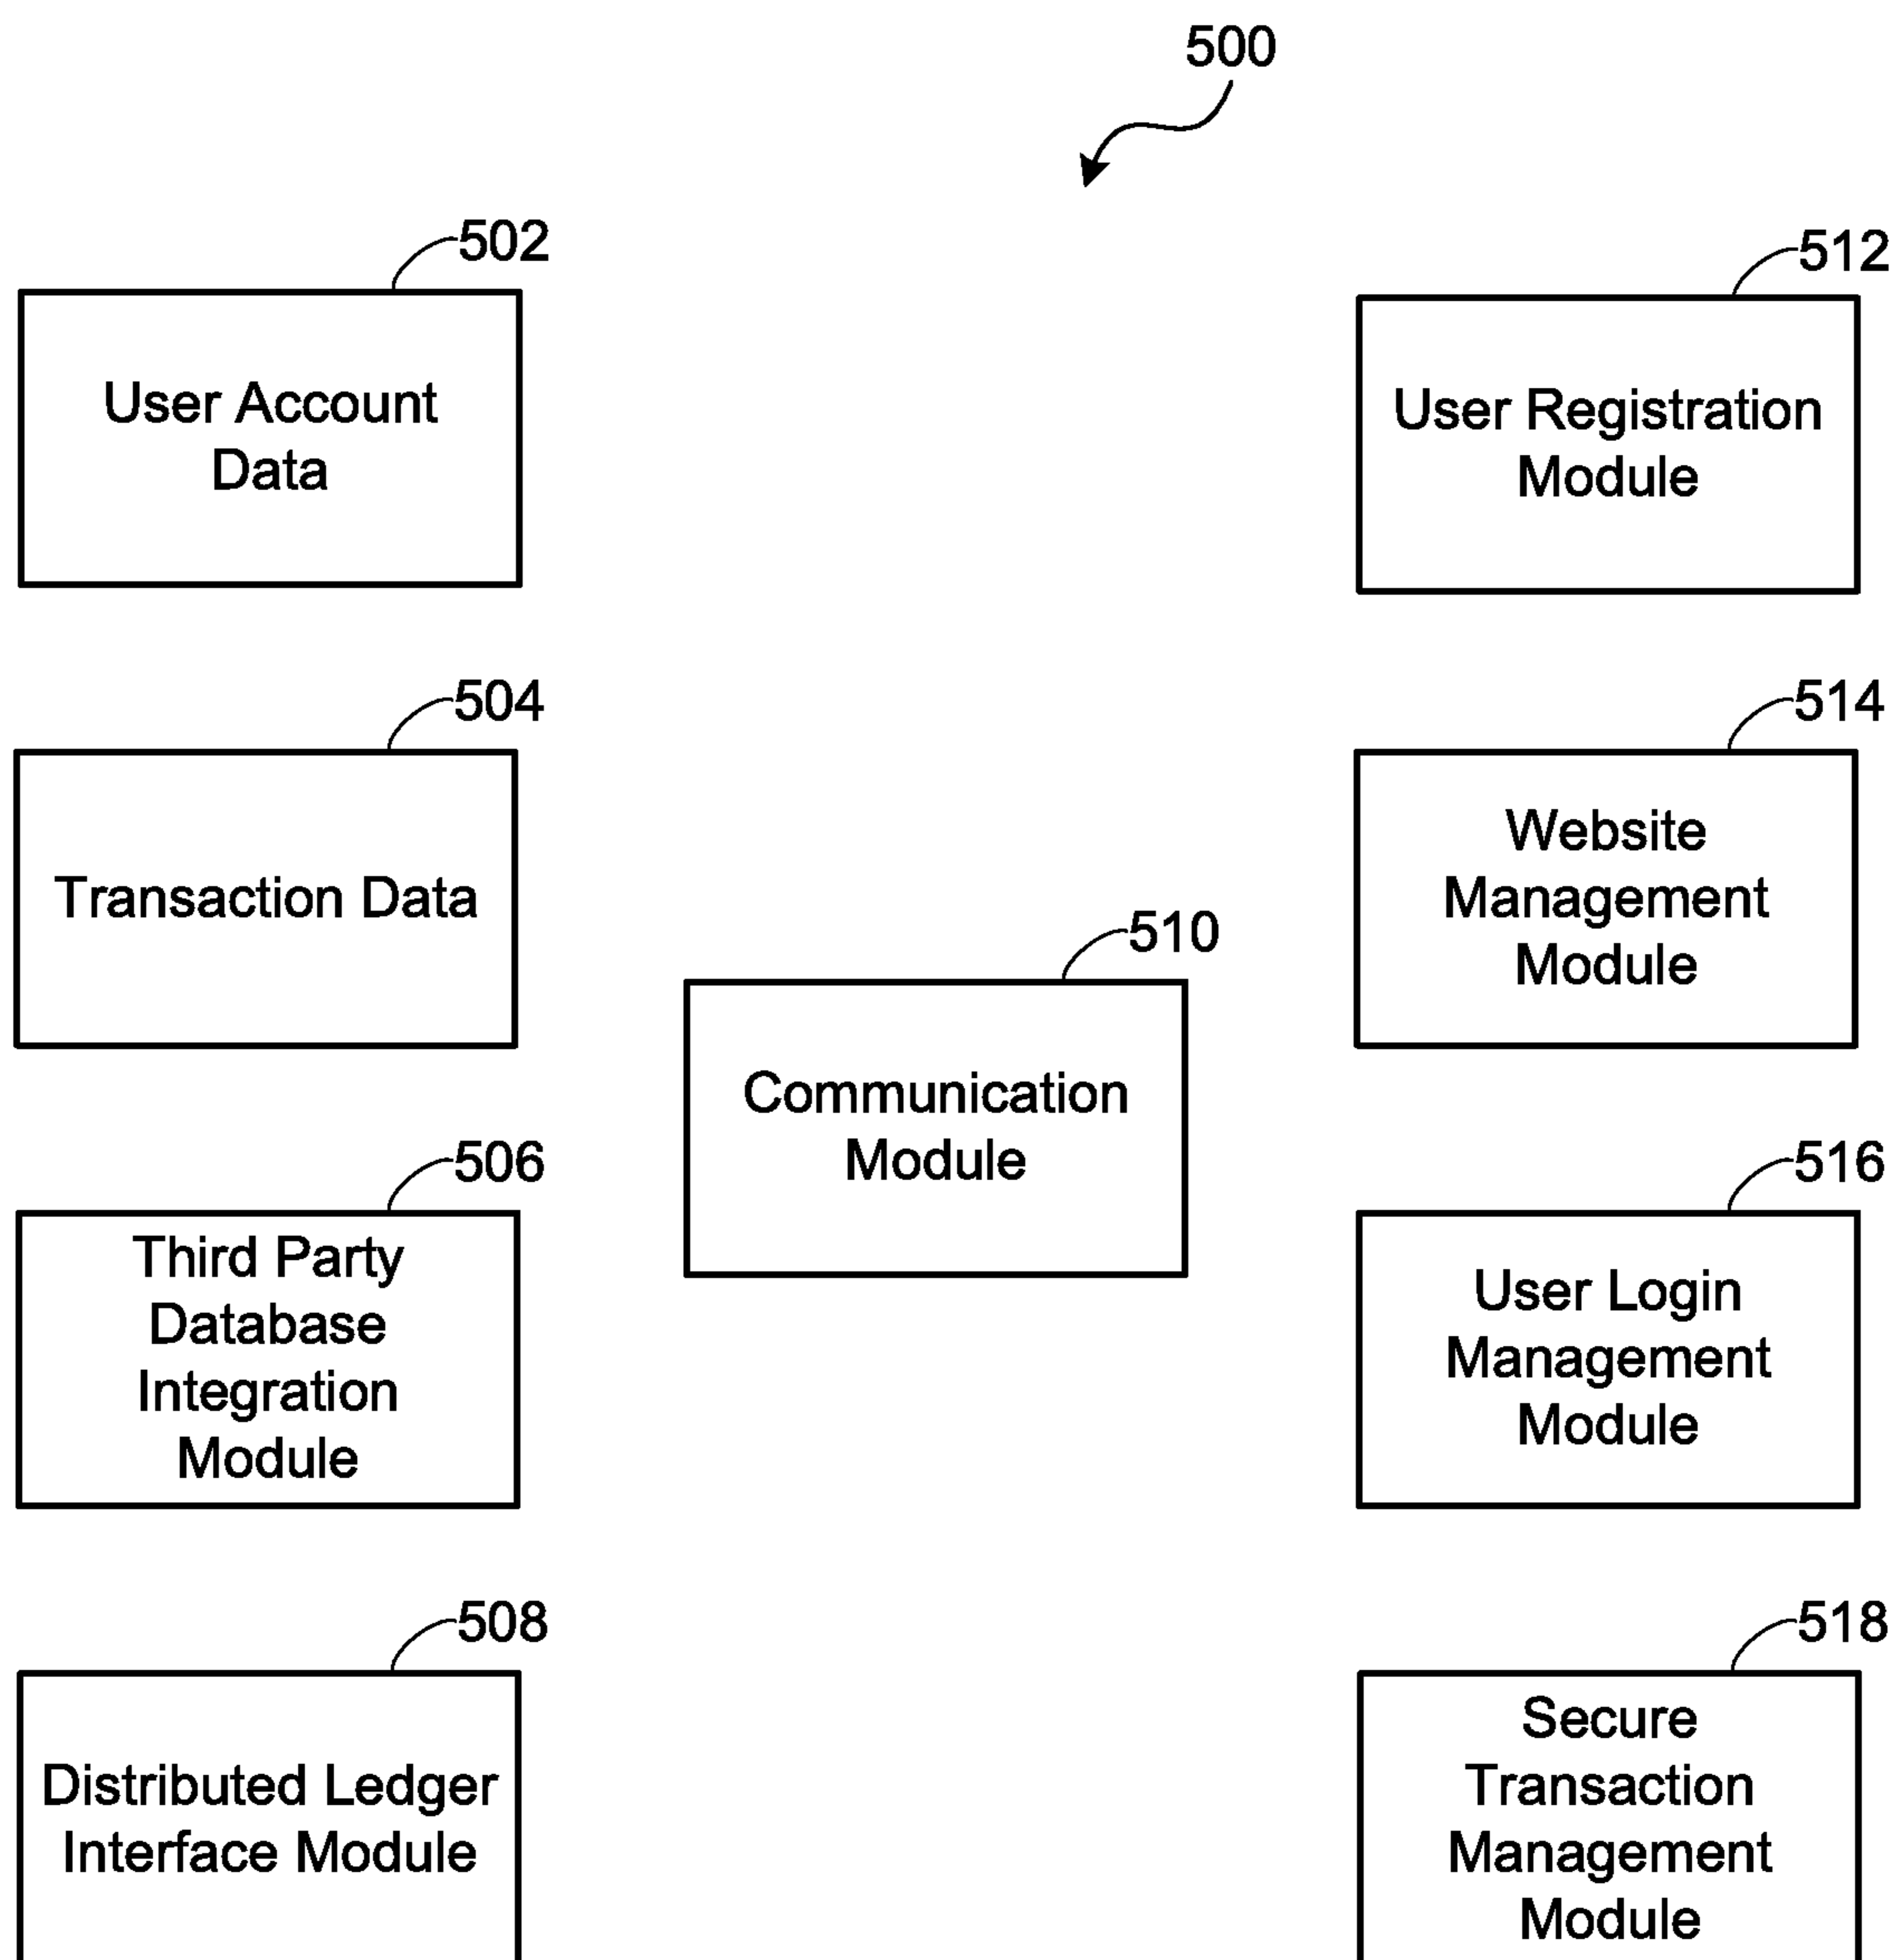 500
502
User Account
Data
512
User Registration
Module
504
Transaction Data
514
Website
Management
Module
510
Communication
Module
506
Third Party
Database
Integration
Module
516
User Login
Management
Module
508
Distributed Ledger
Interface Module
518
Secure
Transaction
Management
Module